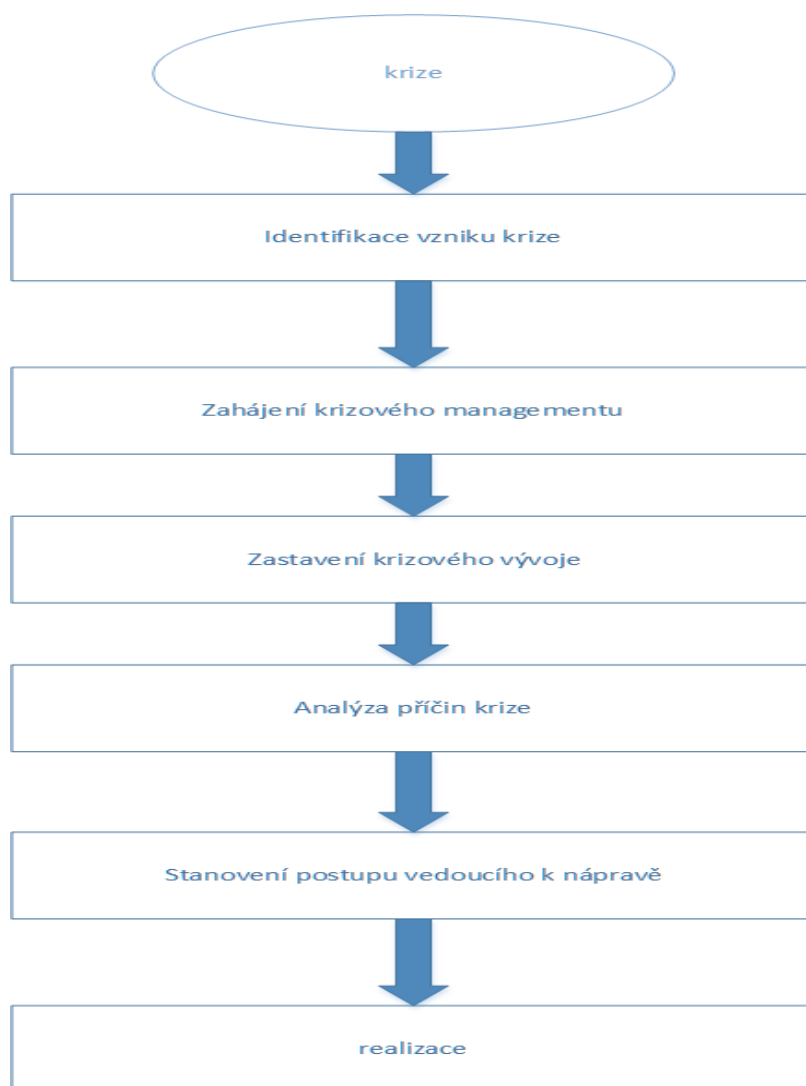 krize
Identifikace vzniku krize
Zahájení krizového managementu
Zastavení krizového vývoje
Analýza příčin krize
Stanovení postupu vedoucího k nápravě
realizace